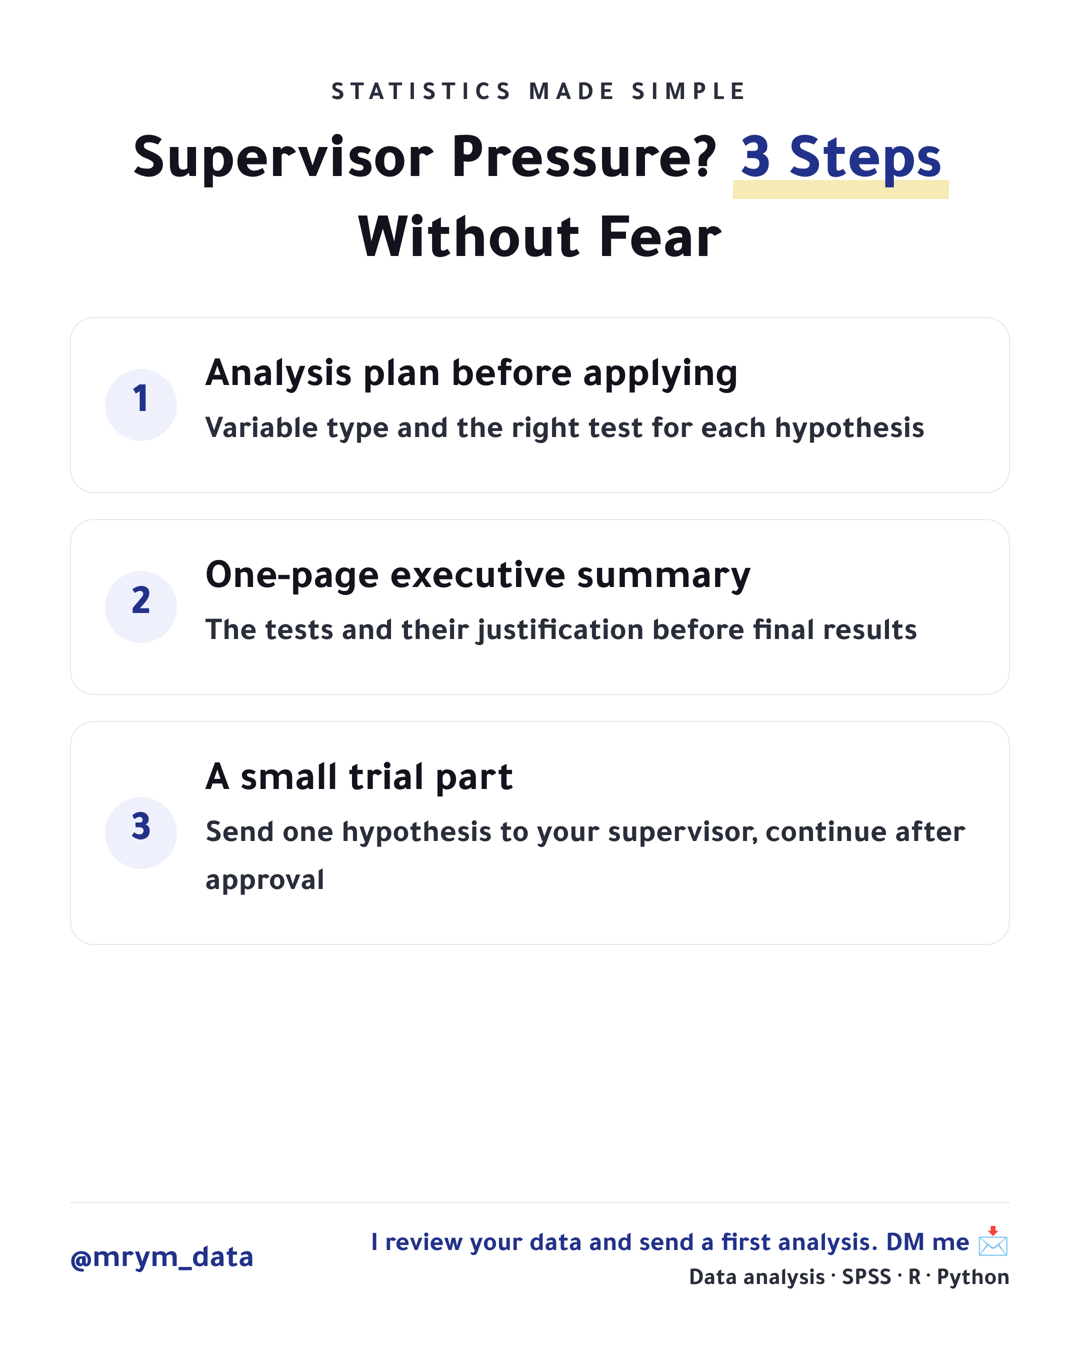 STATISTICS MADE SIMPLE
Supervisor Pressure? 3 Steps
Without Fear
1
Analysis plan before applying
Variable type and the right test for each hypothesis
2
One-page executive summary
The tests and their justification before final results
3
A small trial part
Send one hypothesis to your supervisor, continue after
approval
@mrym_data
I review your data and send a first analysis. DM me 📩
Data analysis · SPSS · R · Python